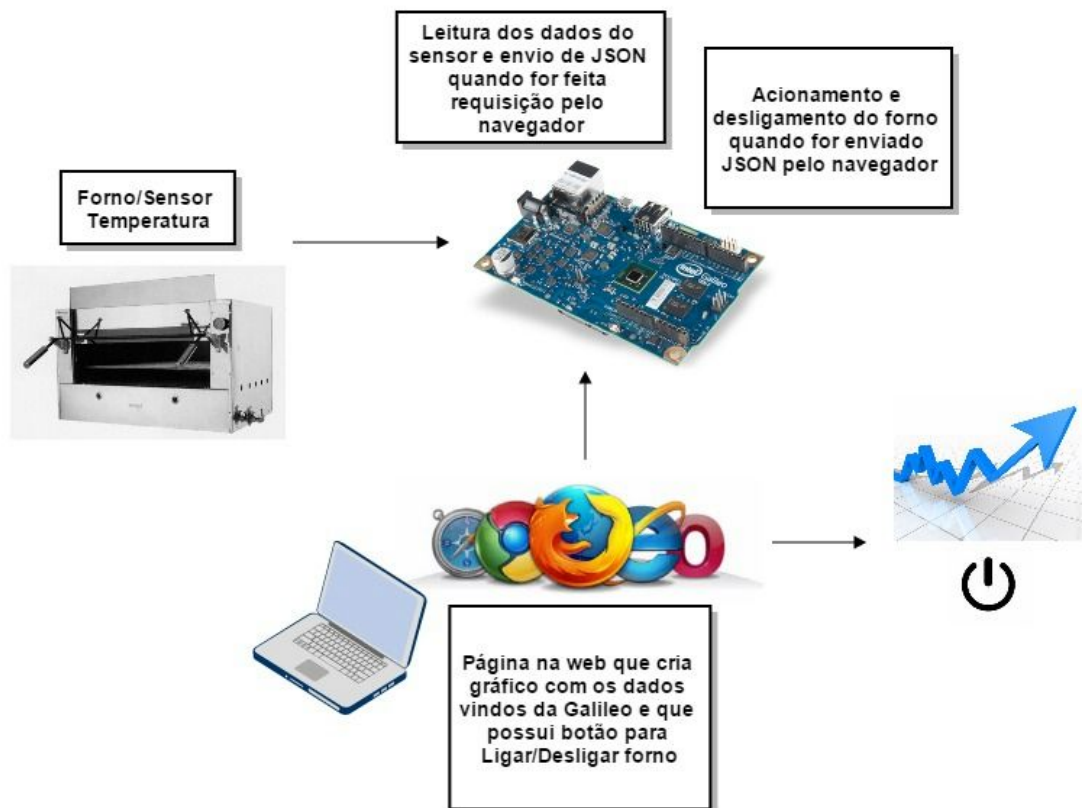 Leitura dos dados do
sensor e envio de JSON
quando for feita
requisição pelo
navegador
Acionamento e
desligamento do forno
quando for enviado
JSON pelo navegador
Forno/Sensor
Temperatura
intel
Galileo
Página na web que cria
gráfico com os dados
vindos da Galileo e que
possui botão para
Ligar/Desligar forno